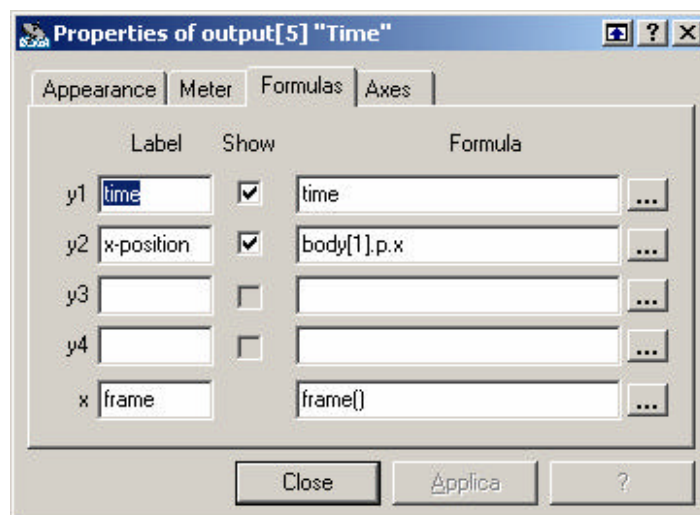 Properties of output[5] "Time"
?
Appearance Meter Formulas Axes
Label Show Formula
y1 time time ...
y2 x-position body[1].p.x ...
y3 ...
y4 ...
x frame frame() ...
Close Applica ?